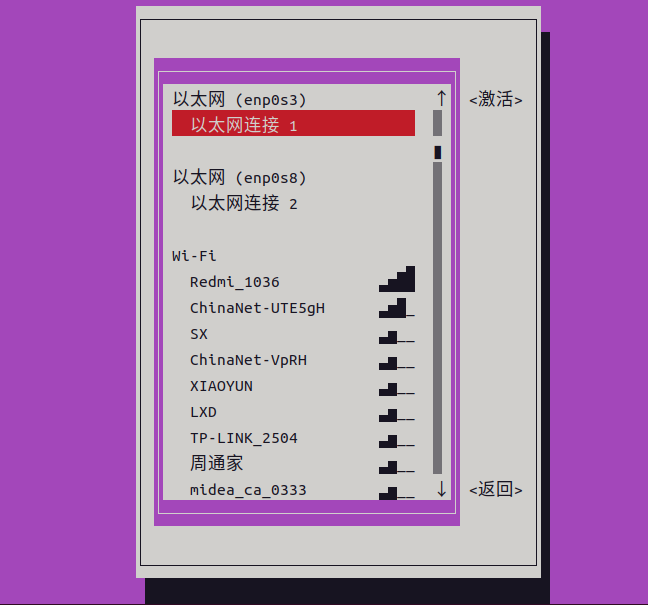 以太网 (enp0s3) ↑ <激活>
以太网连接 1
以太网 (enp0s8)
以太网连接 2
Wi-Fi
Redmi_1036
ChinaNet-UTE5gH
SX
ChinaNet-VpRH
XIAOYUN
LXD
TP-LINK_2504
周通家
midea_ca_0333 ↓ <返回>